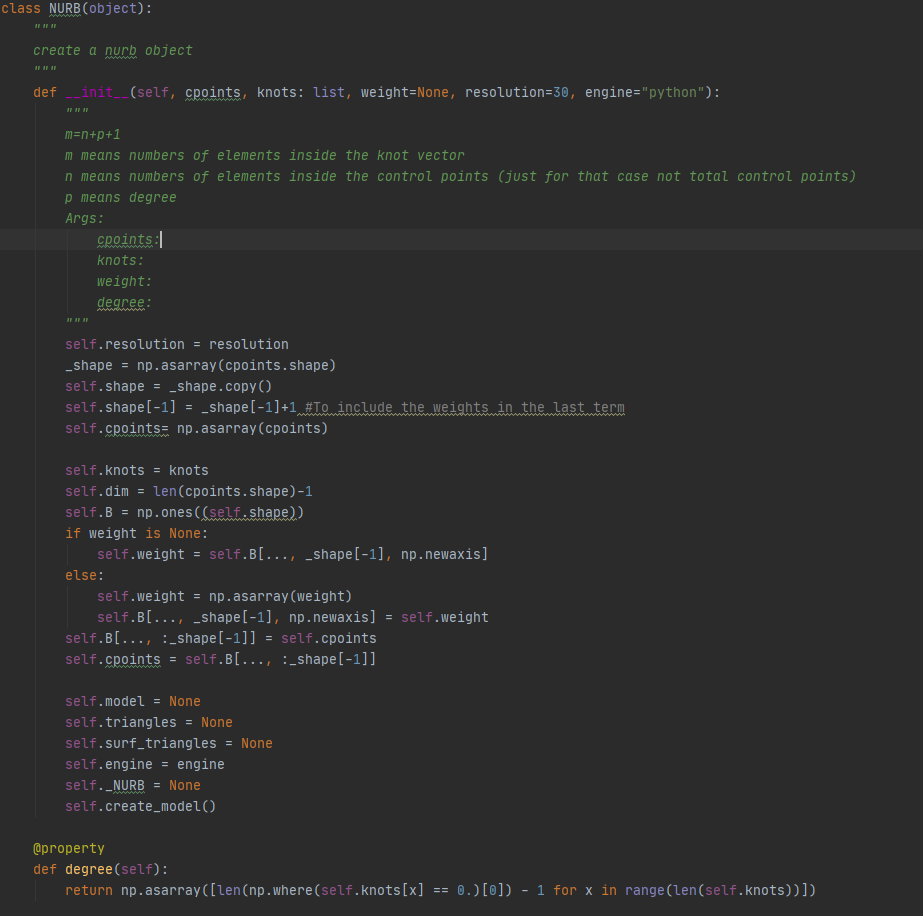 class NURB(object):
"""
create a nurb object
"""
def __init__(self, cpoints, knots: list, weight=None, resolution=30, engine="python"):
"""
m=n+p+1
m means numbers of elements inside the knot vector
n means numbers of elements inside the control points (just for that case not total control points)
p means degree
Args:
cpoints:
knots:
weight:
degree:
"""
self.resolution = resolution
_shape = np.asarray(cpoints.shape)
self.shape = _shape.copy()
self.shape[-1] = _shape[-1]+1 #To include the weights in the last term
self.cpoints= np.asarray(cpoints)
self.knots = knots
self.dim = len(cpoints.shape)-1
self.B = np.ones((self.shape))
if weight is None:
self.weight = self.B[..., _shape[-1], np.newaxis]
else:
self.weight = np.asarray(weight)
self.B[..., _shape[-1], np.newaxis] = self.weight
self.B[..., :_shape[-1]] = self.cpoints
self.cpoints = self.B[..., :_shape[-1]]
self.model = None
self.triangles = None
self.surf_triangles = None
self.engine = engine
self._NURB = None
self.create_model()
@property
def degree(self):
return np.asarray([len(np.where(self.knots[x] == 0.)[0]) - 1 for x in range(len(self.knots))])